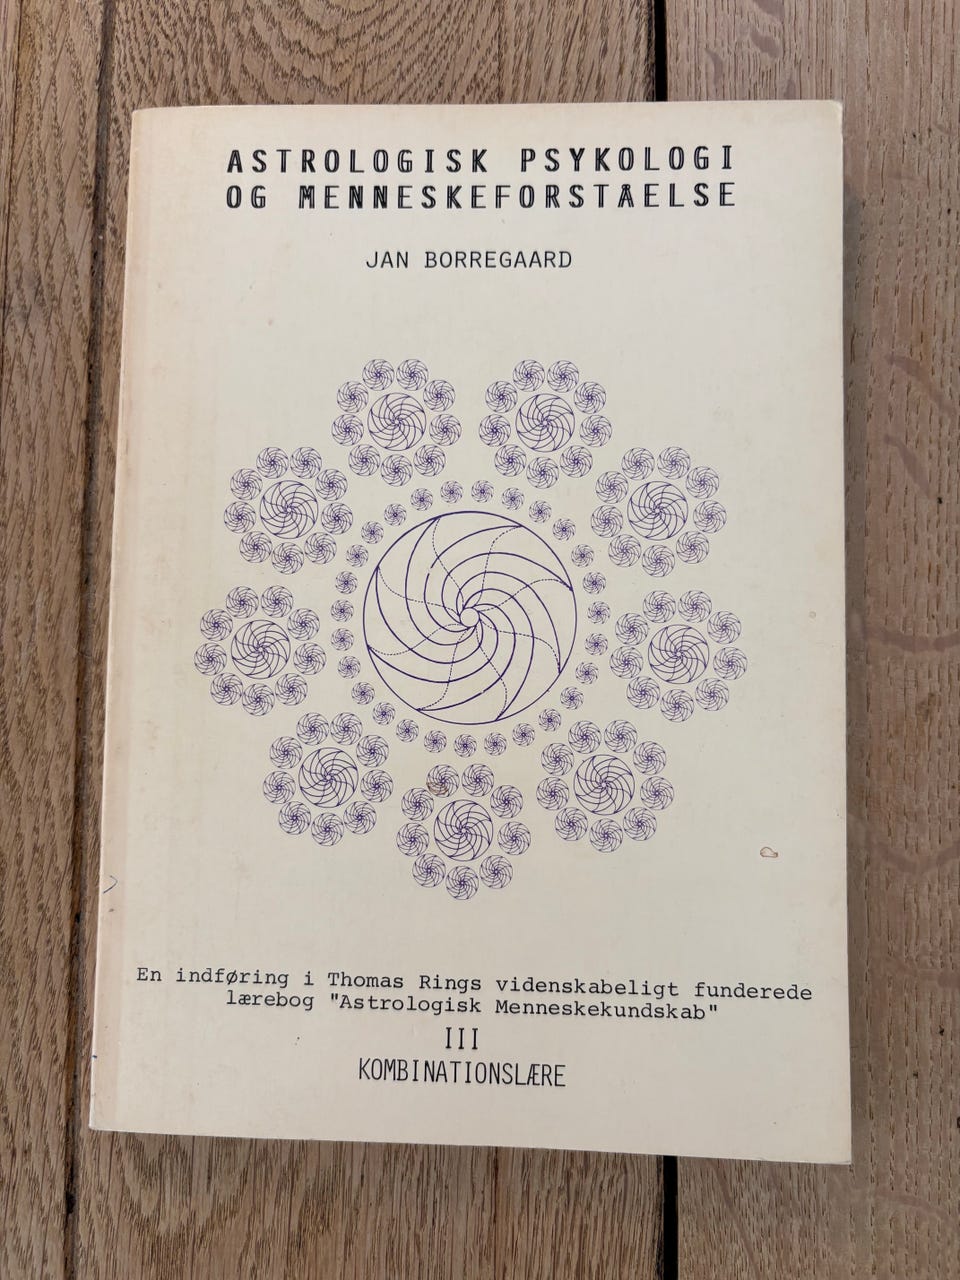 ASTROLOGISK PSYKOLOGI
OG MENNESKEFORSTÅELSE
JAN BORREGAARD
En indføring i Thomas Rings videnskabeligt funderede
lærebog "Astrologisk Menneskekundskab"
III
KOMBINATIONSLÆRE